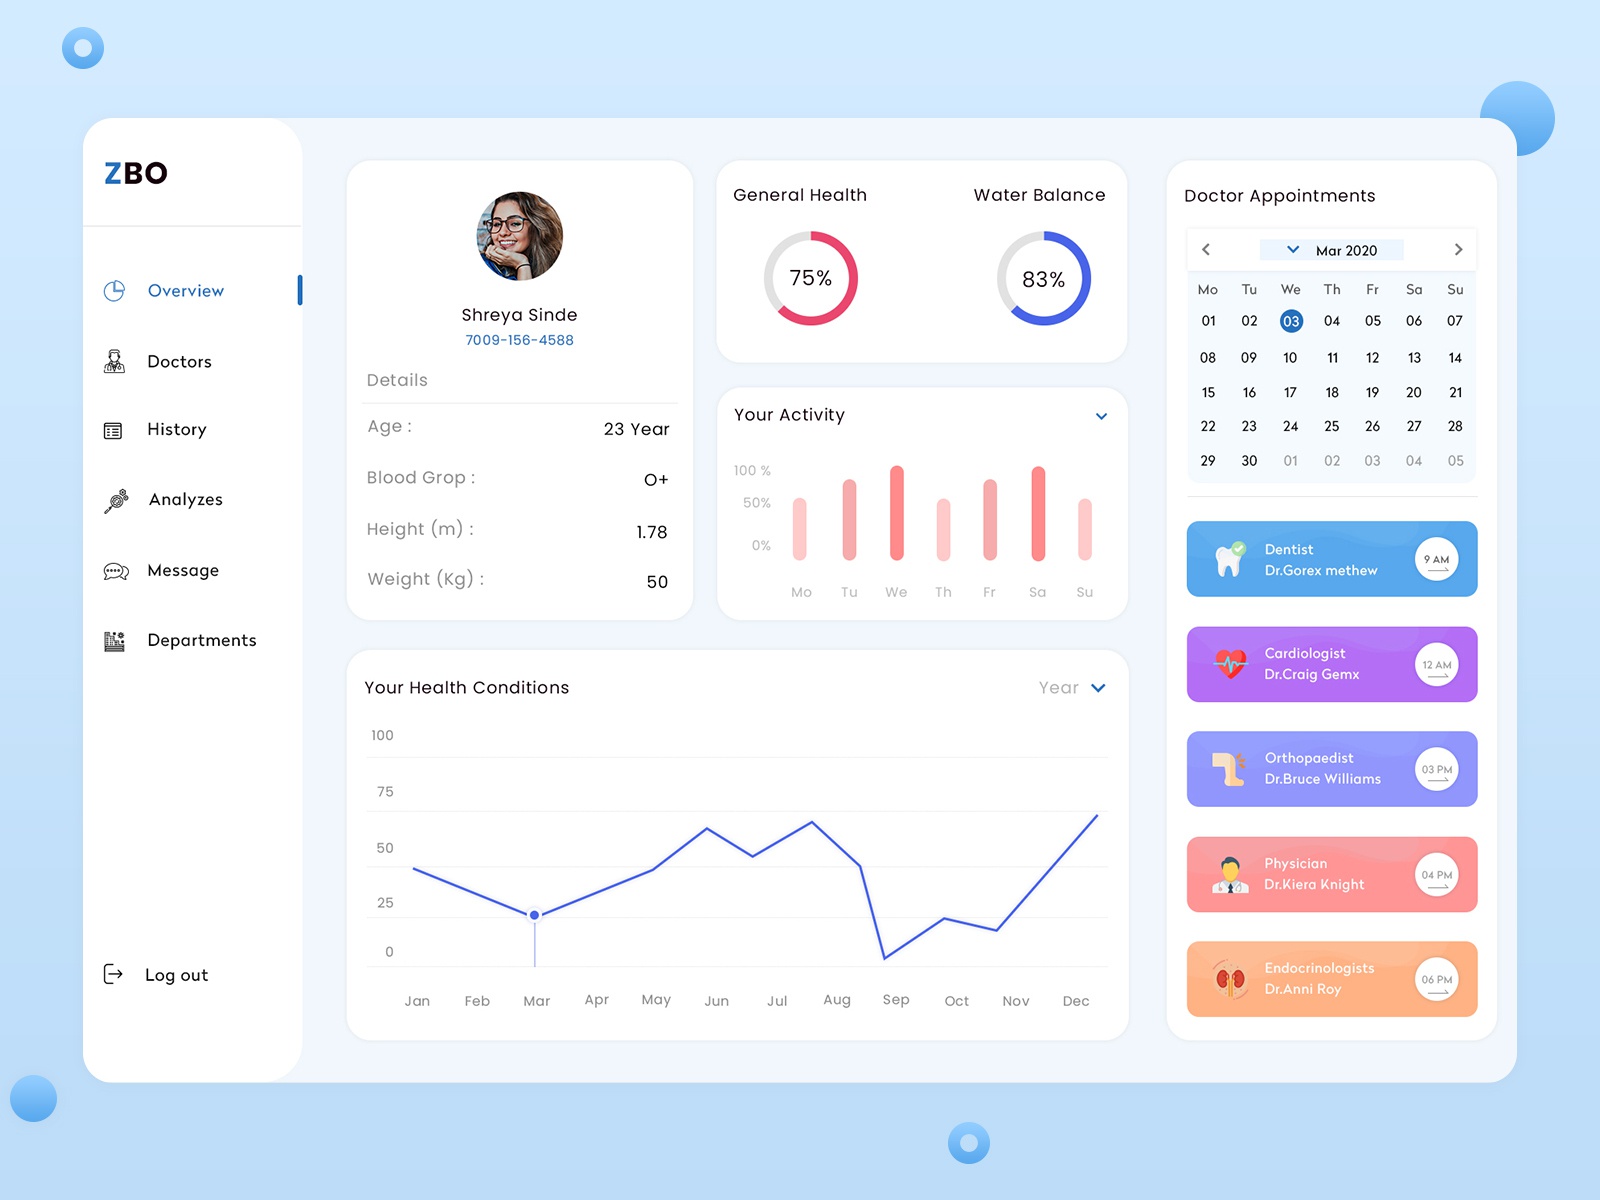 ZBO
Overview
Doctors
History
Analyzes
Message
Departments
Log out
Shreya Sinde
7009-156-4588
Details
Age : 23 Year
Blood Grop : O+
Height (m) : 1.78
Weight (Kg) : 50
General Health Water Balance
75% 83%
Your Activity
100 %
50%
0%
Mo Tu We Th Fr Sa Su
Your Health Conditions Year
100
75
50
25
0
Jan Feb Mar Apr May Jun Jul Aug Sep Oct Nov Dec
Doctor Appointments
Mar 2020
Mo Tu We Th Fr Sa Su
01 02 03 04 05 06 07
08 09 10 11 12 13 14
15 16 17 18 19 20 21
22 23 24 25 26 27 28
29 30 01 02 03 04 05
Dentist
Dr.Gorex methew
9 AM
Cardiologist
Dr.Craig Gemx
12 AM
Orthopaedist
Dr.Bruce Williams
03 PM
Physician
Dr.Kiera Knight
04 PM
Endocrinologists
Dr.Anni Roy
06 PM